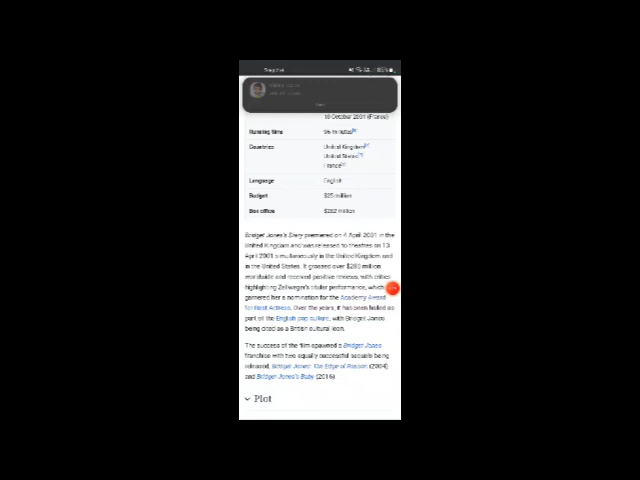 10 October 2001 (France)
Running time
Countries
United Kingdom
United States
France
Language
English
Budget
$25 million
Box office
$282 million
Bridget Jones's Diary premiered on 4 April 2001 in the
United Kingdom and was released to theatres on 13
April 2001 simultaneously in the United Kingdom and
in the United States. It grossed over $280 million
worldwide and received positive reviews, with critics
highlighting Zellweger's titular performance, which
garnered her a nomination for the Academy Award
for Best Actress. Over the years, it has been hailed as
part of the English pop culture, with Bridget Jones
being cited as a British cultural icon.
The success of the film spawned a Bridget Jones
franchise with two equally successful sequels being
released, Bridget Jones: The Edge of Reason (2004)
and Bridget Jones's Baby (2016)
Plot